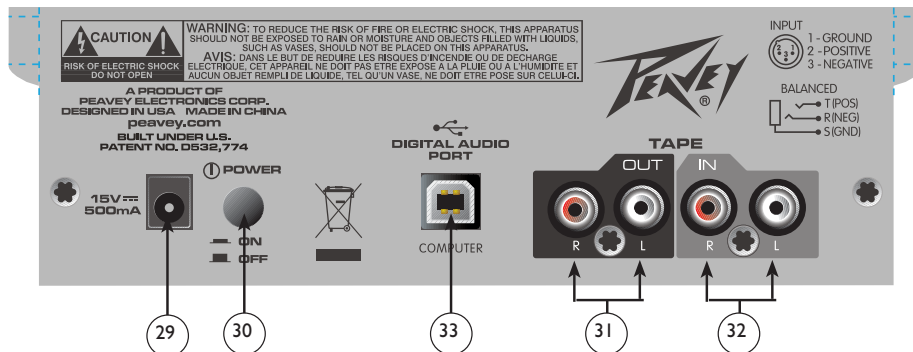 CAUTION
RISK OF ELECTRIC SHOCK
DO NOT OPEN
WARNING: TO REDUCE THE RISK OF FIRE OR ELECTRIC SHOCK, THIS APPARATUS
SHOULD NOT BE EXPOSED TO RAIN OR MOISTURE AND OBJECTS FILLED WITH LIQUIDS,
SUCH AS VASES, SHOULD NOT BE PLACED ON THIS APPARATUS.
AVIS: DANS LE BUT DE REDUIRE LES RISQUES D'INCENDIE OU DE DECHARGE
ELECTRIQUE, CET APPAREIL NE DOIT PAS ETRE EXPOSE A LA PLUIE OU A L'HUMIDITE ET
AUCUN OBJET REMPLI DE LIQUIDE, TEL QU'UN VASE, NE DOIT ETRE POSE SUR CELUI-CI.
PEAVEY
®
INPUT
2 1
3
1 - GROUND
2 - POSITIVE
3 - NEGATIVE
BALANCED
T (POS)
R (NEG)
S (GND)
A PRODUCT OF
PEAVEY ELECTRONICS CORP.
DESIGNED IN USA MADE IN CHINA
peavey.com
BUILT UNDER U.S.
PATENT NO. D532,774
15V
500mA
POWER
ON
OFF
DIGITAL AUDIO
PORT
COMPUTER
TAPE
OUT
IN
R L
R L
29
30
33
31
32